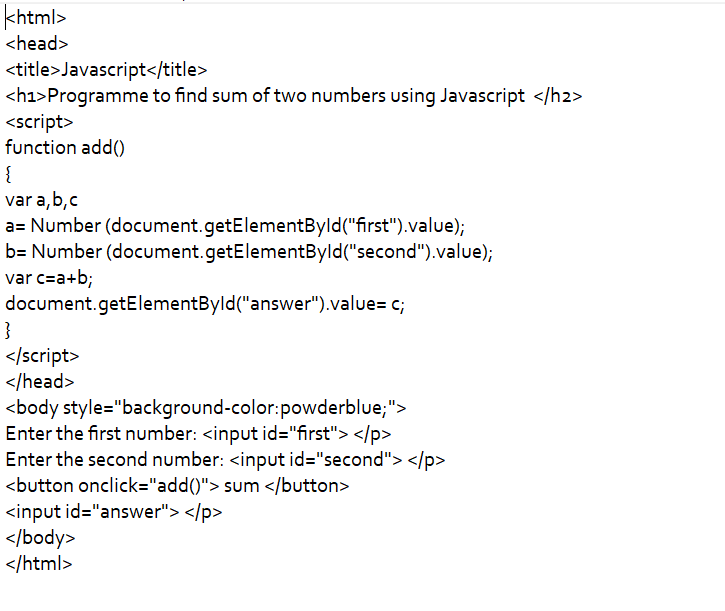 <html>
<head>
<title>Javascript</title>
<h1>Programme to find sum of two numbers using Javascript  </h2>
<script>
function add()
{
var a,b,c
a= Number (document.getElementById("first").value);
b= Number (document.getElementById("second").value);
var c=a+b;
document.getElementById("answer").value= c;
}
</script>
</head>
<body style="background-color:powderblue;">
Enter the first number: <input id="first"> </p>
Enter the second number: <input id="second"> </p>
<button onclick="add()"> sum </button>
<input id="answer"> </p>
</body>
</html>